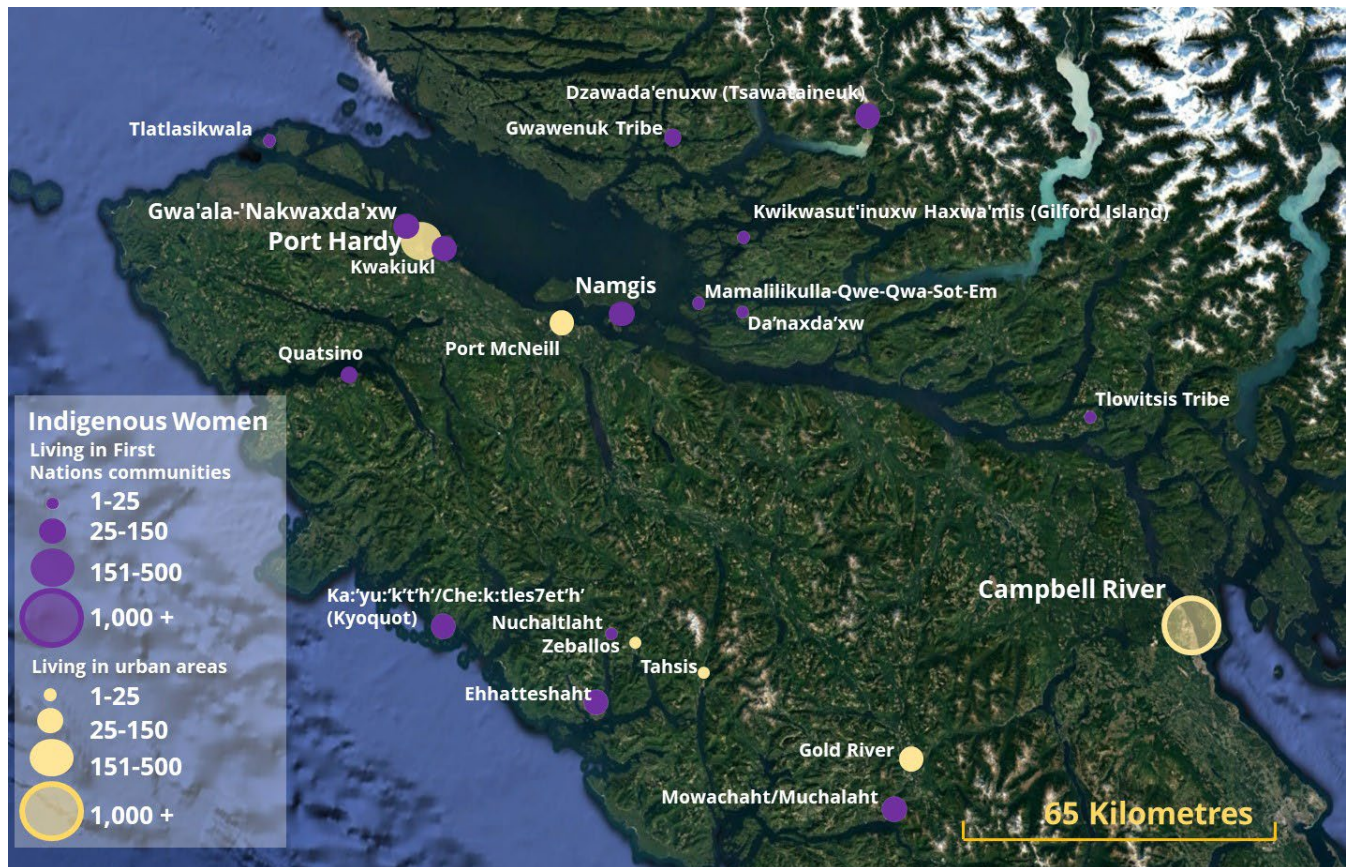 Dzawada'enuxw (Tsawataineuk)
Tlatlasikwala
Gwawenuk Tribe
Gwa'ala-'Nakwaxda'xw
Kwikwasut'inuxw Haxwa'mis (Gilford Island)
Port Hardy
Kwakiukl
Namgis
Mamalilikulla-Qwe-Qwa-Sot-Em
Da’naxda’xw
Port McNeill
Quatsino
Tlowitsis Tribe
Indigenous Women
Living in First
Nations communities
1-25
25-150
151-500
1,000 +
Living in urban areas
1-25
25-150
151-500
1,000 +
Campbell River
Ka:’yu:’k’t’h’/Che:k:tles7et’h’
(Kyoquot)
Nuchaltlaht
Zeballos
Tahsis
Ehhatteshaht
Gold River
Mowachaht/Muchalaht
65 Kilometres